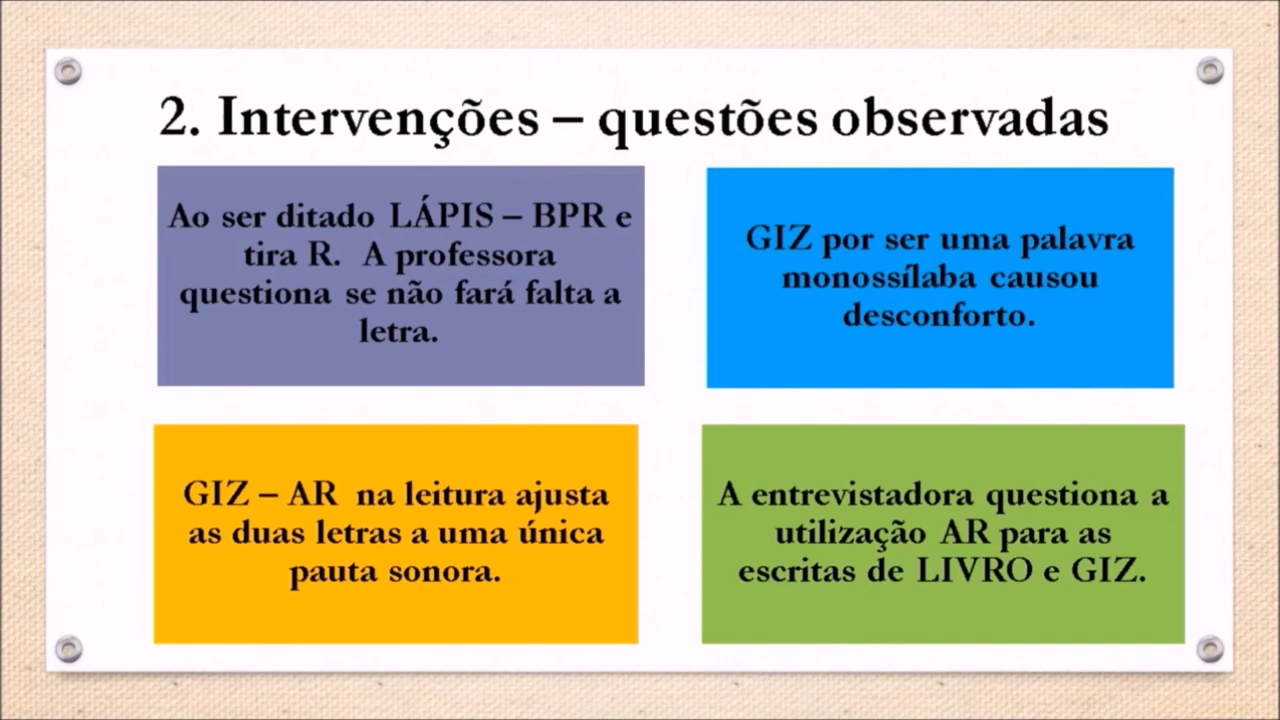 2. Intervenções – questões observadas
Ao ser ditado LÁPIS – BPR e
tira R. A professora
questiona se não fará falta a
letra.
GIZ por ser uma palavra
monossílaba causou
desconforto.
GIZ – AR na leitura ajusta
as duas letras a uma única
pauta sonora.
A entrevistadora questiona a
utilização AR para as
escritas de LIVRO e GIZ.